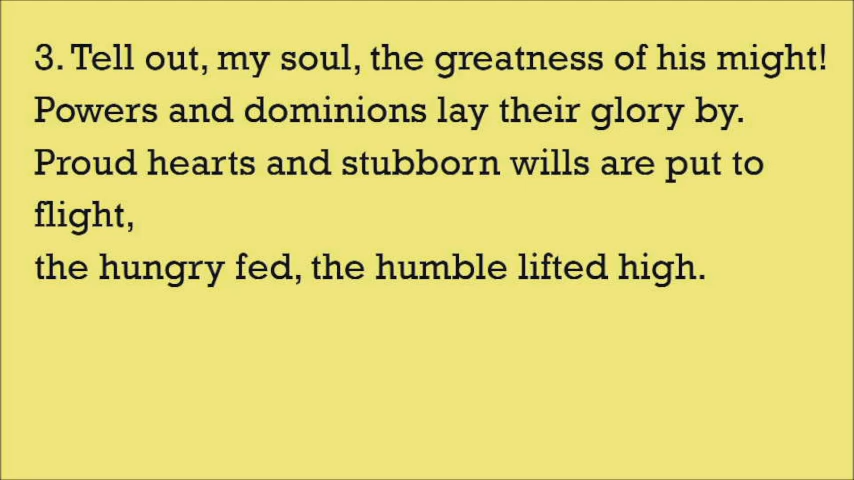 3. Tell out, my soul, the greatness of his might!
Powers and dominions lay their glory by.
Proud hearts and stubborn wills are put to
flight,
the hungry fed, the humble lifted high.